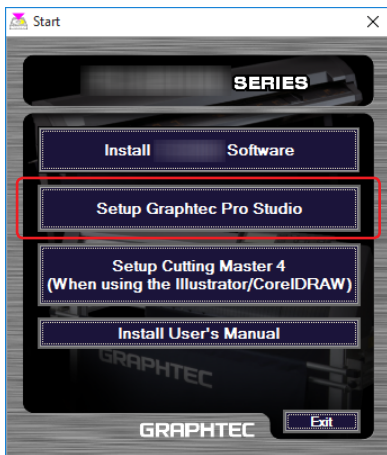 Start
SERIES
Install Software
Setup Graphtec Pro Studio
Setup Cutting Master 4
(When using the Illustrator/CorelDRAW)
Install User's Manual
GRAPHTEC
GRAPHTEC
Exit